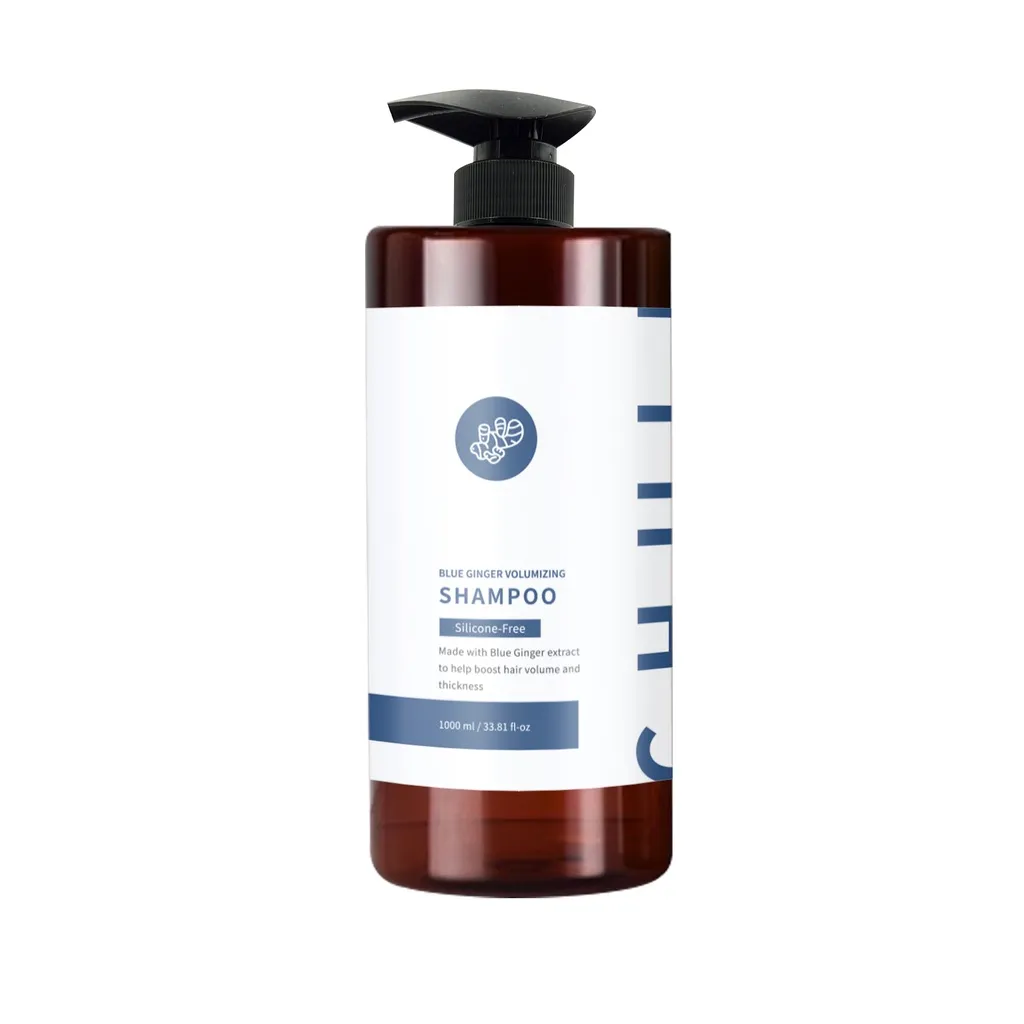 BLUE GINGER VOLUMIZING
SHAMPOO
Silicone-Free
Made with Blue Ginger extract
to help boost hair volume and
thickness
1000 ml / 33.81 fl·oz